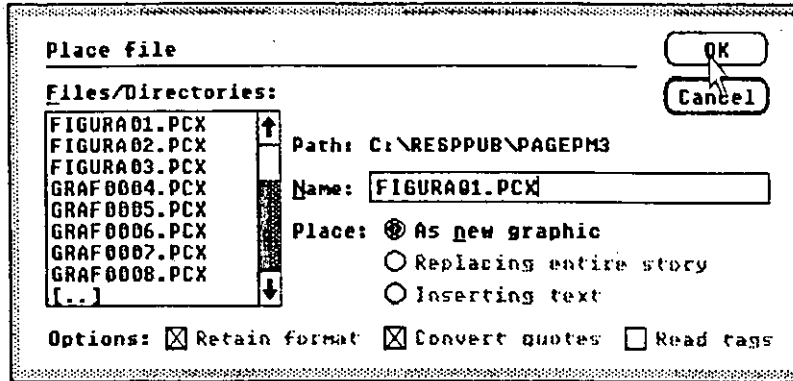 Place file
OK
Cancel
Files/Directories:
FIGURA01.PCX
FIGURA02.PCX
FIGURA03.PCX
GRAF0004.PCX
GRAF0005.PCX
GRAF0006.PCX
GRAF0007.PCX
GRAF0008.PCX
[..]
Path: C:\RESPPUB\PAGEPM3
Name: FIGURA01.PCX
Place: As new graphic
Replacing entire story
Inserting text
Options: Retain format Convert quotes Read tags